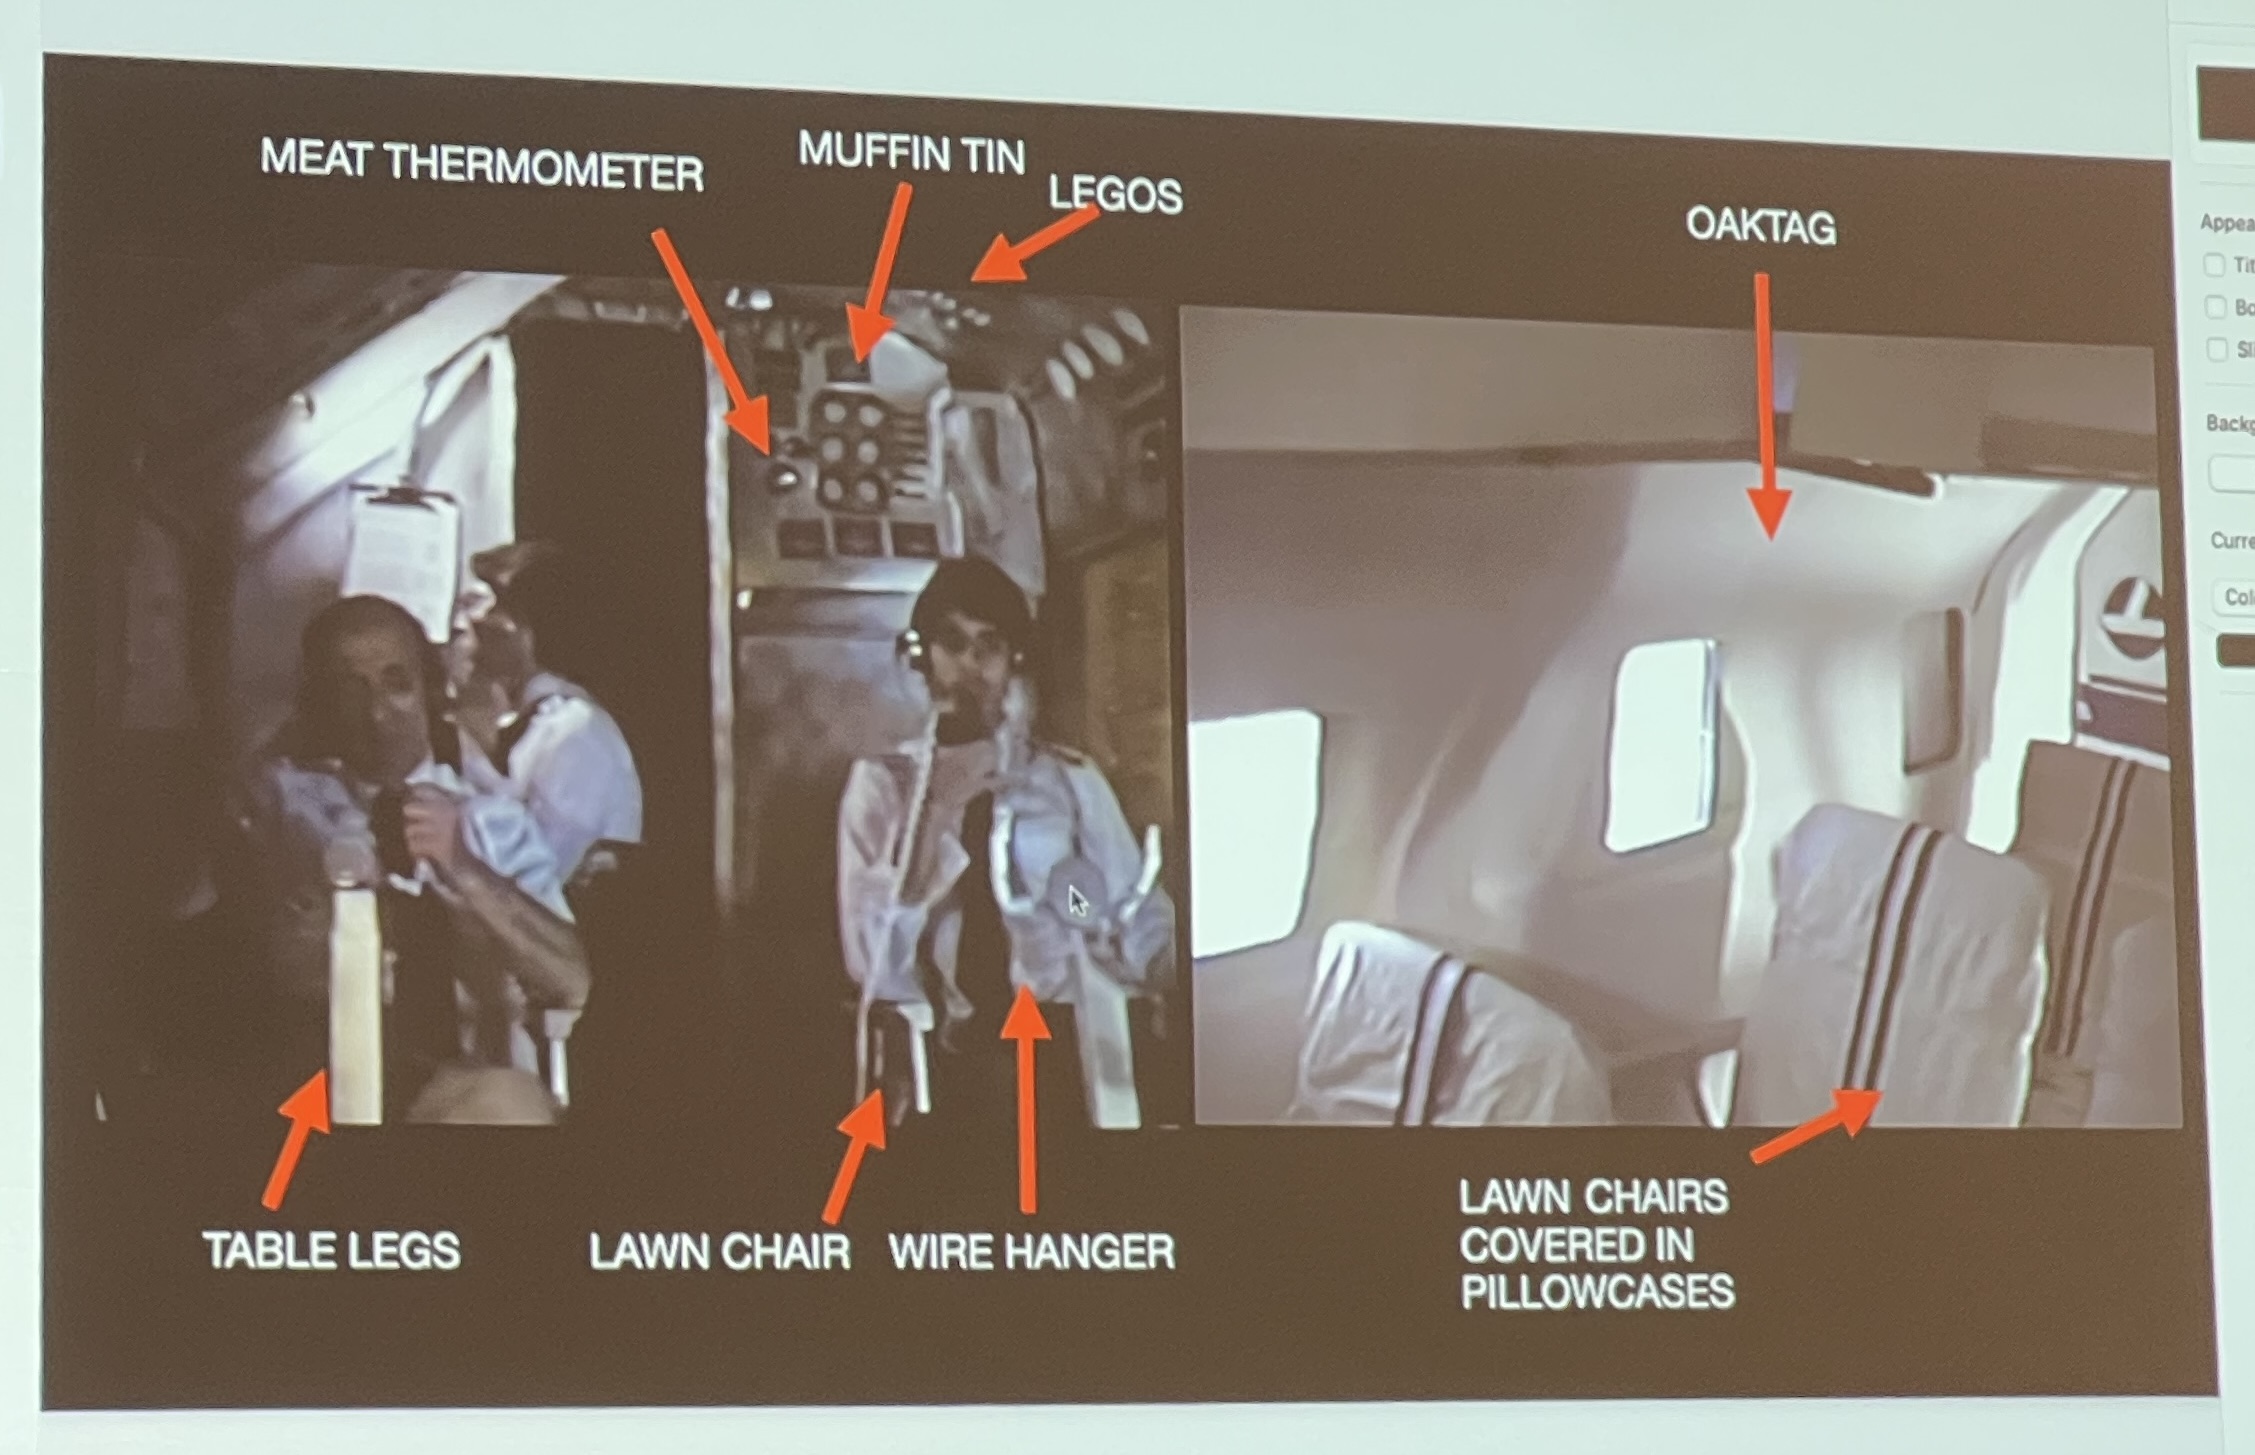 MEAT THERMOMETER
MUFFIN TIN
LEGOS
OAKTAG
TABLE LEGS
LAWN CHAIR
WIRE HANGER
LAWN CHAIRS
COVERED IN
PILLOWCASES
Appea
Tit
Bo
Sl
Backg
Curre
Col